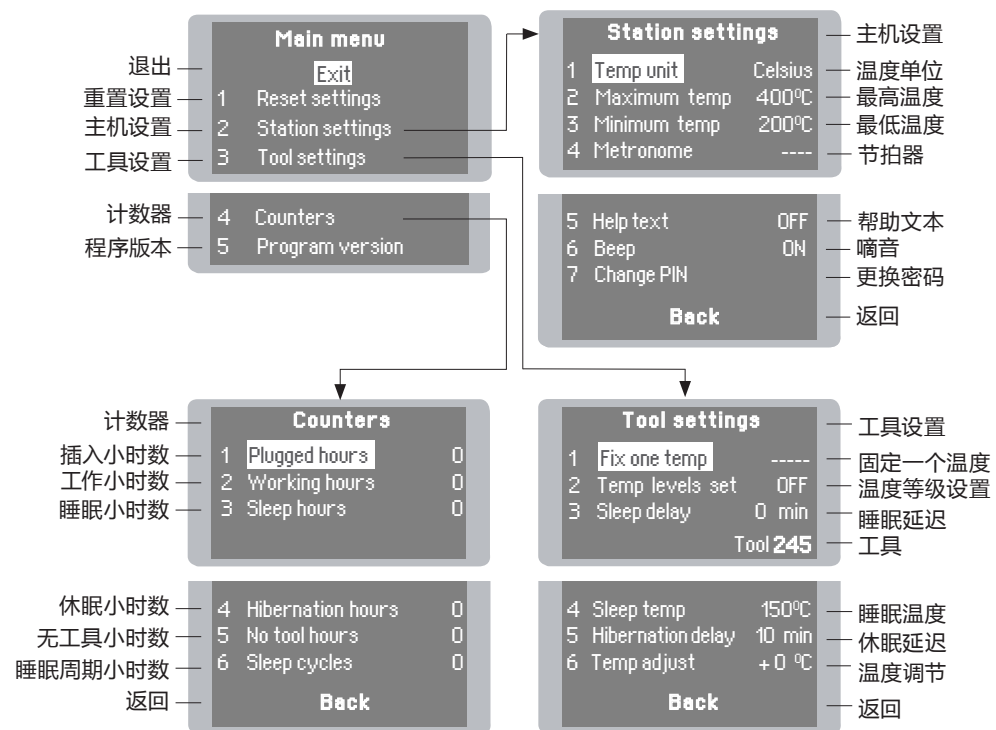 Main menu
退出
Exit
重置设置
1 Reset settings
主机设置
2 Station settings
工具设置
3 Tool settings
计数器
4 Counters
程序版本
5 Program version
Station settings
主机设置
1 Temp unit Celsius
温度单位
2 Maximum temp 400ºC
最高温度
3 Minimum temp 200ºC
最低温度
4 Metronome ----
节拍器
5 Help text OFF
帮助文本
6 Beep ON
嘀音
7 Change PIN
更换密码
Back
返回
计数器
Counters
插入小时数
1 Plugged hours 0
工作小时数
2 Working hours 0
睡眠小时数
3 Sleep hours 0
休眠小时数
4 Hibernation hours 0
无工具小时数
5 No tool hours 0
睡眠周期小时数
6 Sleep cycles 0
返回
Back
Tool settings
工具设置
1 Fix one temp -----
固定一个温度
2 Temp levels set OFF
温度等级设置
3 Sleep delay 0 min
睡眠延迟
Tool 245
工具
4 Sleep temp 150ºC
睡眠温度
5 Hibernation delay 10 min
休眠延迟
6 Temp adjust +0 ºC
温度调节
Back
返回